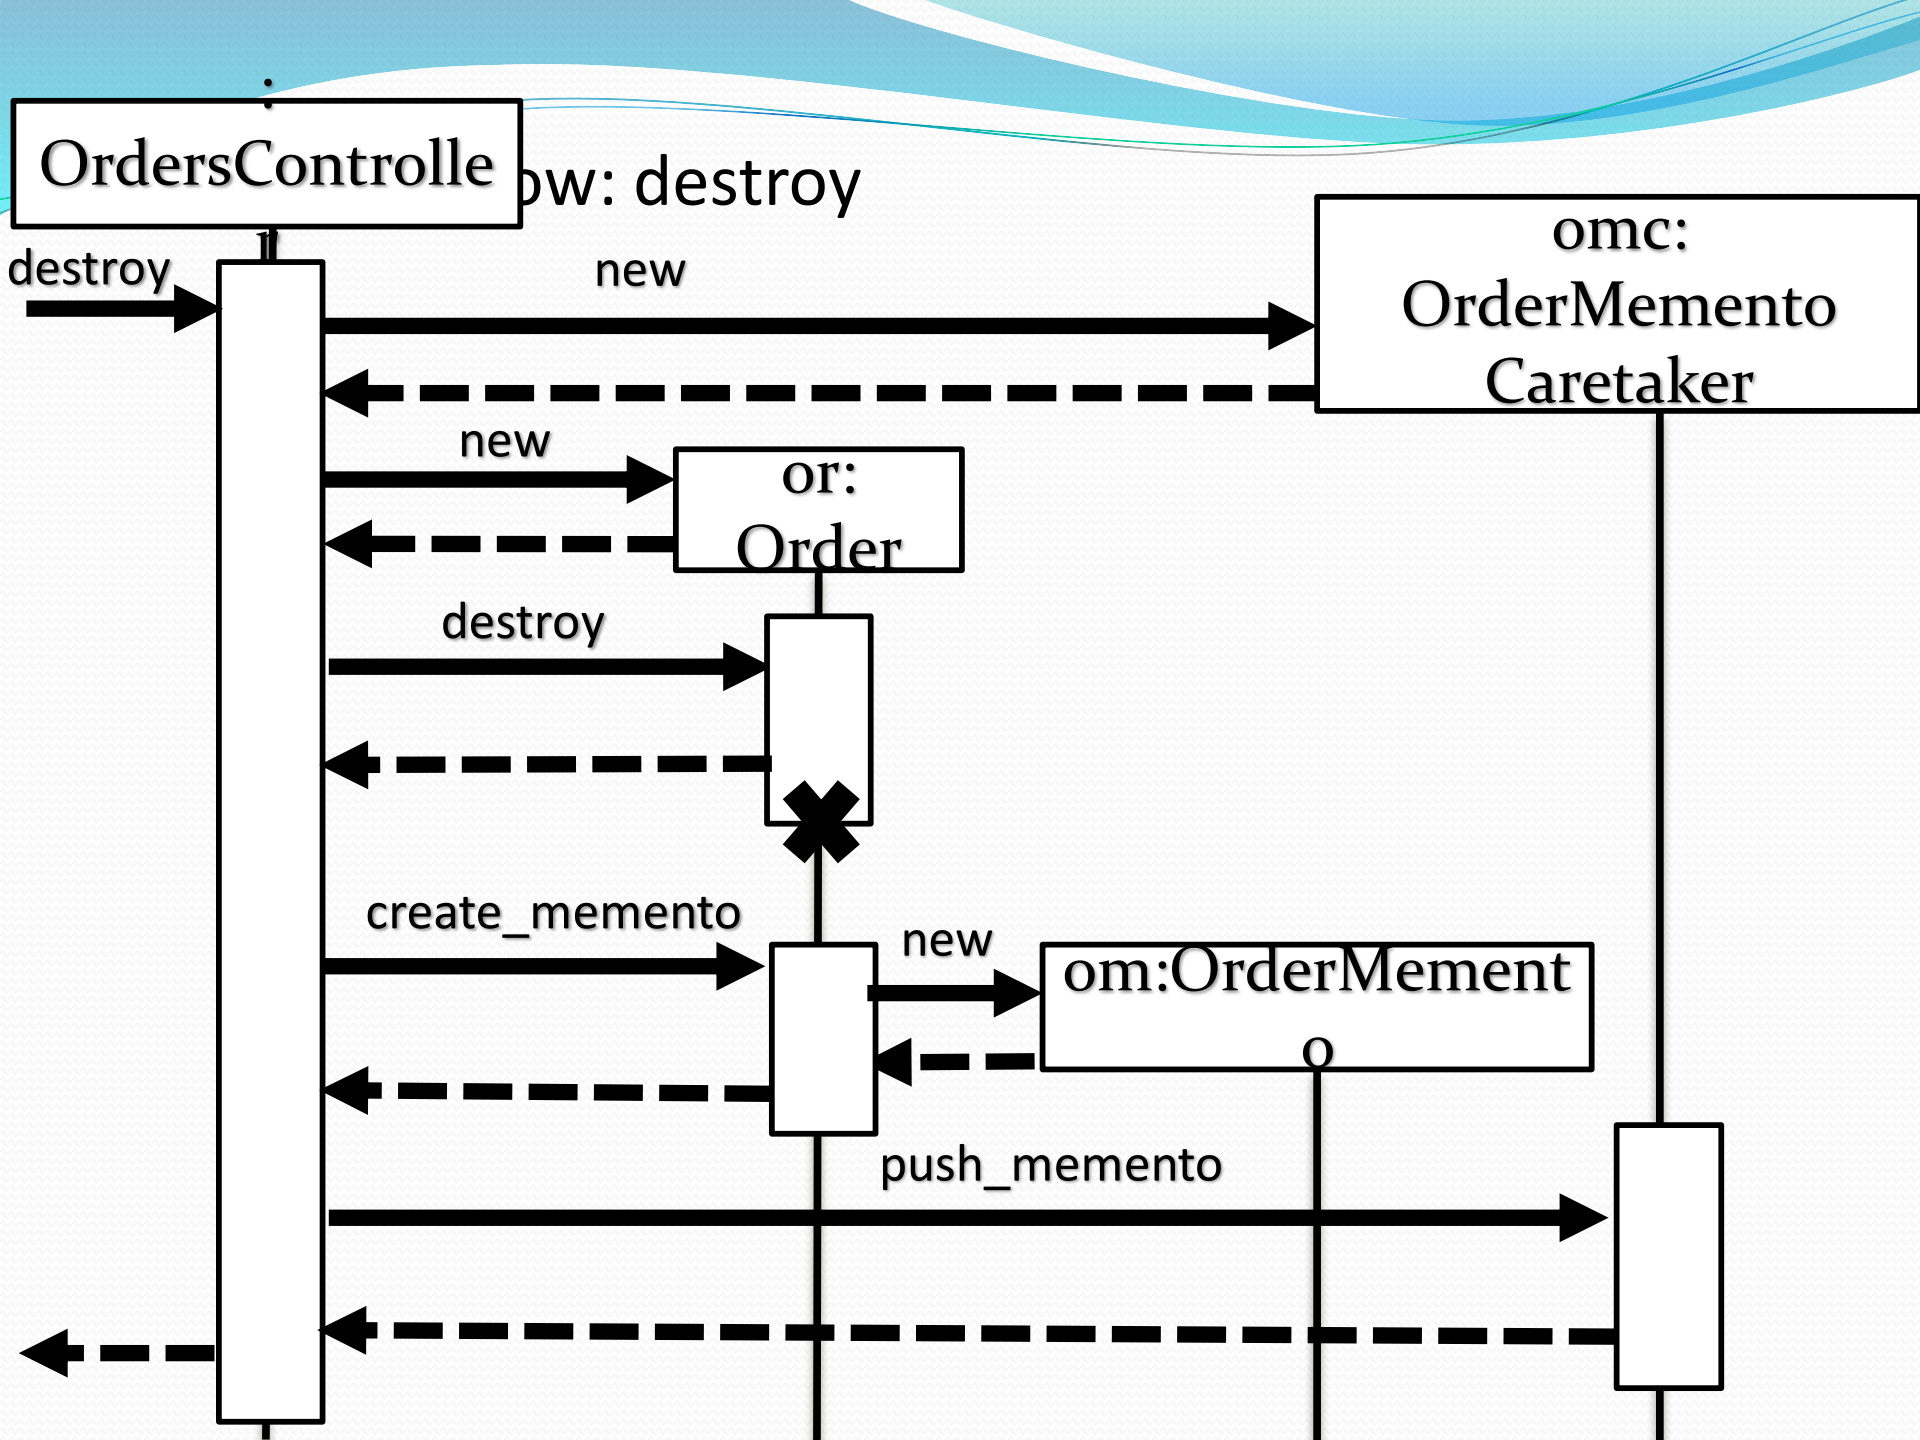 :
OrdersControlle
r
ow: destroy
destroy
new
omc:
OrderMemento
Caretaker
new
or:
Order
destroy
create_memento
new
om:OrderMement
o
push_memento